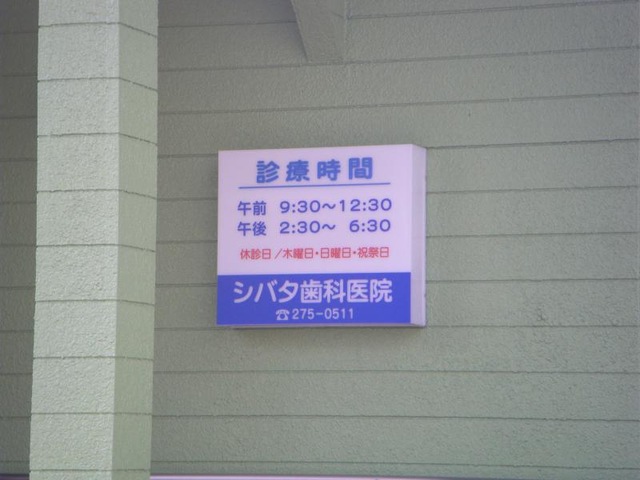 診療時間
午前 9:30～12:30
午後 2:30～ 6:30
休診日／木曜日・日曜日・祝祭日
シバタ歯科医院
☎275-0511